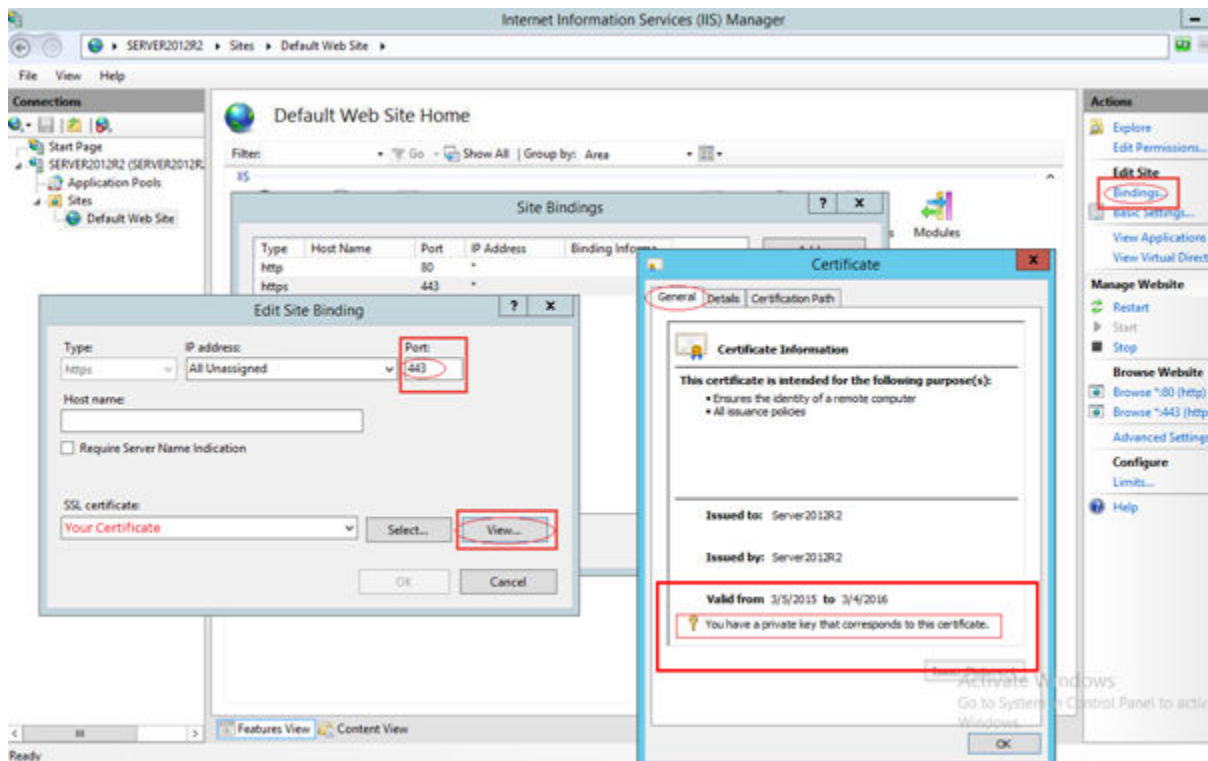 Internet Information Services (IIS) Manager
SERVER2012R2 Sites Default Web Site
File View Help
Connections
Start Page
SERVER2012R2 (SERVER2012R
Application Pools
Sites
Default Web Site
Default Web Site Home
Filter: Go Show All Group by: Area
IIS
Modules
Site Bindings
? x
Type Host Name Port IP Address Binding Informa
http 80 *
https 443 *
Edit Site Binding
? x
Type: IP address: Port:
https All Unassigned 443
Host name:
Require Server Name Indication
SSL certificate:
Your Certificate Select... View...
OK Cancel
Certificate
x
General Details Certification Path
Certificate Information
This certificate is intended for the following purpose(s):
• Ensures the identity of a remote computer
• All issuance policies
Issued to: Server2012R2
Issued by: Server2012R2
Valid from 3/5/2015 to 3/4/2016
You have a private key that corresponds to this certificate.
OK
Actions
Explore
Edit Permissions...
Edit Site
Bindings...
Basic Settings...
View Applications
View Virtual Direct
Manage Website
Restart
Start
Stop
Browse Website
Browse *:80 (http)
Browse *:443 (http
Advanced Settings
Configure
Limits...
Help
Activate Windows
Go to System in Control Panel to activ
Windows.
Features View Content View
Ready